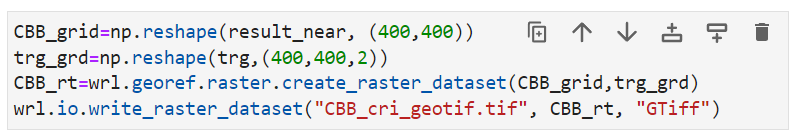 CBB_grid=np.reshape(result_near, (400,400))
trg_grd=np.reshape(trg,(400,400,2))
CBB_rt=wrl.georef.raster.create_raster_dataset(CBB_grid,trg_grd)
wrl.io.write_raster_dataset("CBB_cri_geotif.tif", CBB_rt, "GTiff")